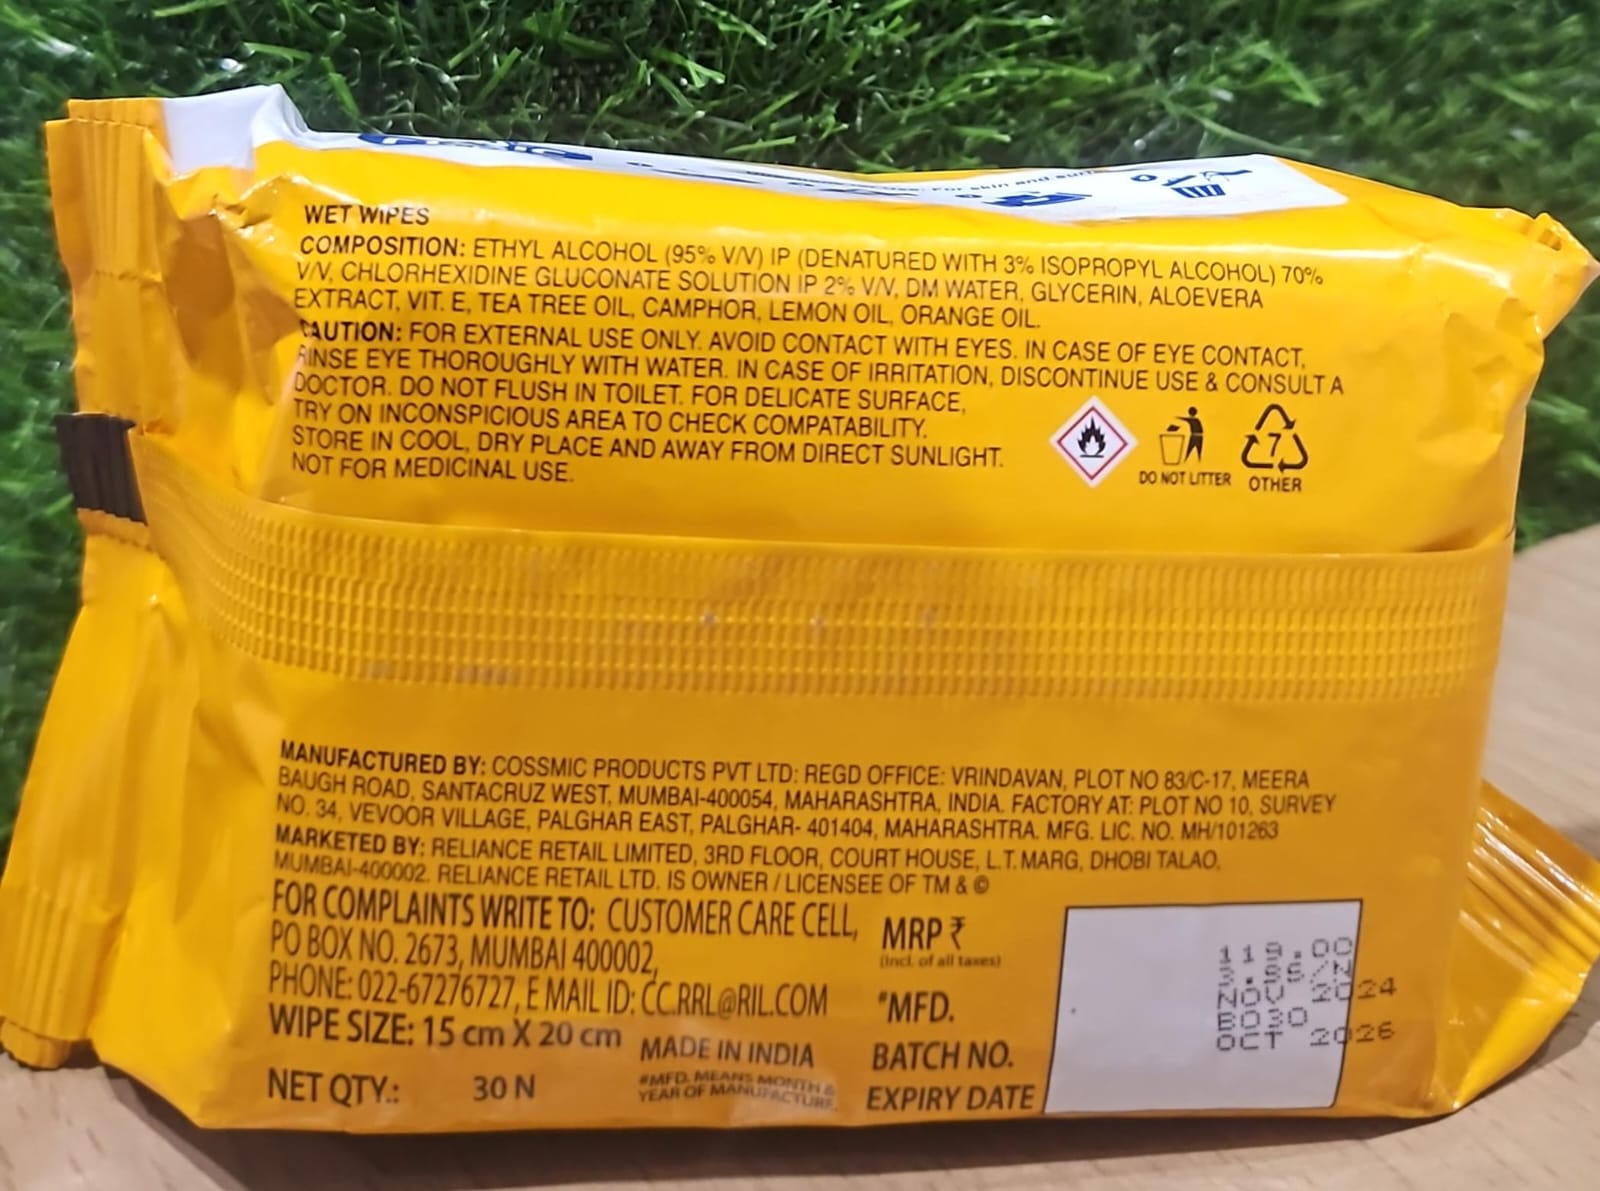 For skin and
WET WIPES
COMPOSITION: ETHYL ALCOHOL (95% V/V) IP (DENATURED WITH 3% ISOPROPYL ALCOHOL) 70%
V/V, CHLORHEXIDINE GLUCONATE SOLUTION IP 2% V/V, DM WATER, GLYCERIN, ALOEVERA
EXTRACT, VIT. E, TEA TREE OIL, CAMPHOR, LEMON OIL, ORANGE OIL.
CAUTION: FOR EXTERNAL USE ONLY. AVOID CONTACT WITH EYES. IN CASE OF EYE CONTACT,
RINSE EYE THOROUGHLY WITH WATER. IN CASE OF IRRITATION, DISCONTINUE USE & CONSULT A
DOCTOR. DO NOT FLUSH IN TOILET. FOR DELICATE SURFACE,
TRY ON INCONSPICIOUS AREA TO CHECK COMPATABILITY.
STORE IN COOL, DRY PLACE AND AWAY FROM DIRECT SUNLIGHT.
NOT FOR MEDICINAL USE.
7
DO NOT LITTER
OTHER
MANUFACTURED BY: COSSMIC PRODUCTS PVT LTD: REGD OFFICE: VRINDAVAN, PLOT NO 83/C-17, MEERA
BAUGH ROAD, SANTACRUZ WEST, MUMBAI-400054, MAHARASHTRA, INDIA. FACTORY AT: PLOT NO 10, SURVEY
NO. 34, VEVOOR VILLAGE, PALGHAR EAST, PALGHAR- 401404, MAHARASHTRA. MFG. LIC. NO. MH/101263
MARKETED BY: RELIANCE RETAIL LIMITED, 3RD FLOOR, COURT HOUSE, L.T. MARG, DHOBI TALAO,
MUMBAI-400002. RELIANCE RETAIL LTD. IS OWNER / LICENSEE OF TM & ©
FOR COMPLAINTS WRITE TO: CUSTOMER CARE CELL,
PO BOX NO. 2673, MUMBAI 400002,
PHONE: 022-67276727, E MAIL ID: CC.RRL@RIL.COM
WIPE SIZE: 15 cm X 20 cm
NET QTY.: 30 N
MADE IN INDIA
#MFD. MEANS MONTH &
YEAR OF MANUFACTURE.
MRP ₹
(Incl. of all taxes)
#MFD.
BATCH NO.
EXPIRY DATE
119.00
/N
NOV 2024
B030
OCT 2026